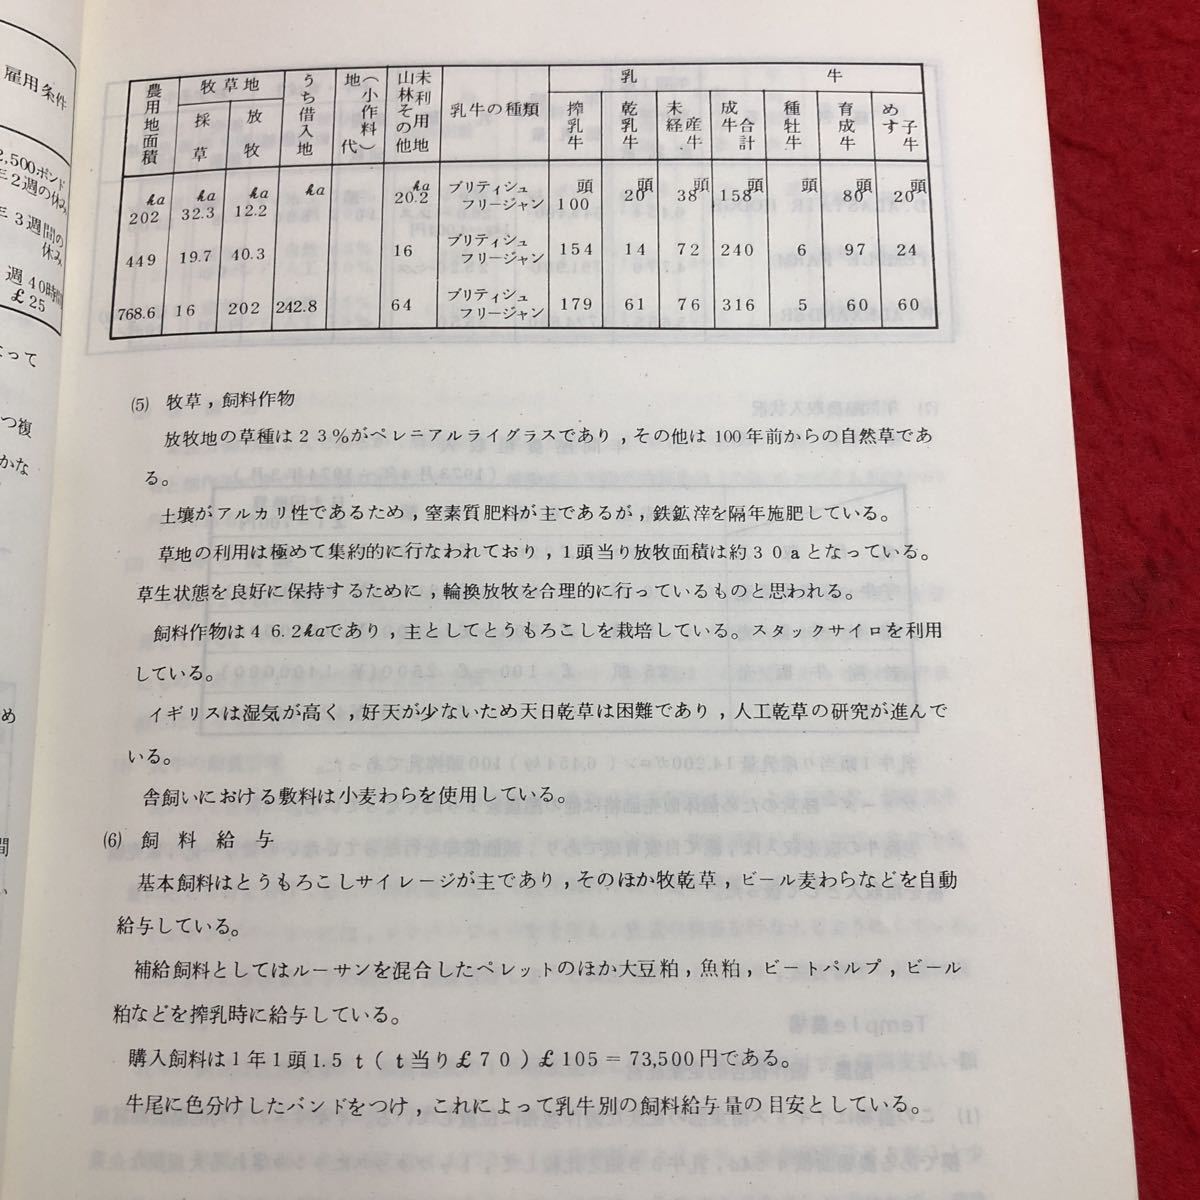 雇用条件
2,500ポンド
年2週の休み
年3週間の
休み
週40時間
£25
農用地面積 牧草地 うち借入地 地代（小作料） 未利用地山林その他 乳牛の種類 乳牛
採草 放牧 搾乳牛 乾乳牛 未経産牛 成牛合計 種牡牛 育成牛 めす子牛
ha ha ha ha ha 頭 頭 頭 頭 頭 頭
202 32.3 12.2 20.2 ブリティシュフリージャン 100 20 38 158 80 20
449 19.7 40.3 16 ブリティシュフリージャン 154 14 72 240 6 97 24
768.6 16 202 242.8 64 ブリティシュフリージャン 179 61 76 316 5 60 60
(5) 牧草，飼料作物
放牧地の草種は23%がペレニアルライグラスであり，その他は100年前からの自然草であ
る。
土壌がアルカリ性であるため，窒素質肥料が主であるが，鉄鉱滓を隔年施肥している。
草地の利用は極めて集約的に行なわれており，1頭当り放牧面積は約30aとなっている。
草生状態を良好に保持するために，輪換放牧を合理的に行っているものと思われる。
飼料作物は46.2haであり，主としてとうもろこしを栽培している。スタックサイロを利用
している。
イギリスは湿気が高く，好天が少ないため天日乾草は困難であり，人工乾草の研究が進んで
いる。
舎飼いにおける敷料は小麦わらを使用している。
(6) 飼料給与
基本飼料はとうもろこしサイレージが主であり，そのほか牧乾草，ビール麦わらなどを自動
給与している。
補給飼料としてはルーサンを混合したペレットのほか大豆粕，魚粕，ビートパルプ，ビール
粕などを搾乳時に給与している。
購入飼料は1年1頭1.5t(t当り£70)£105=73,500円である。
牛尾に色分けしたバンドをつけ，これによって乳牛別の飼料給与量の目安としている。